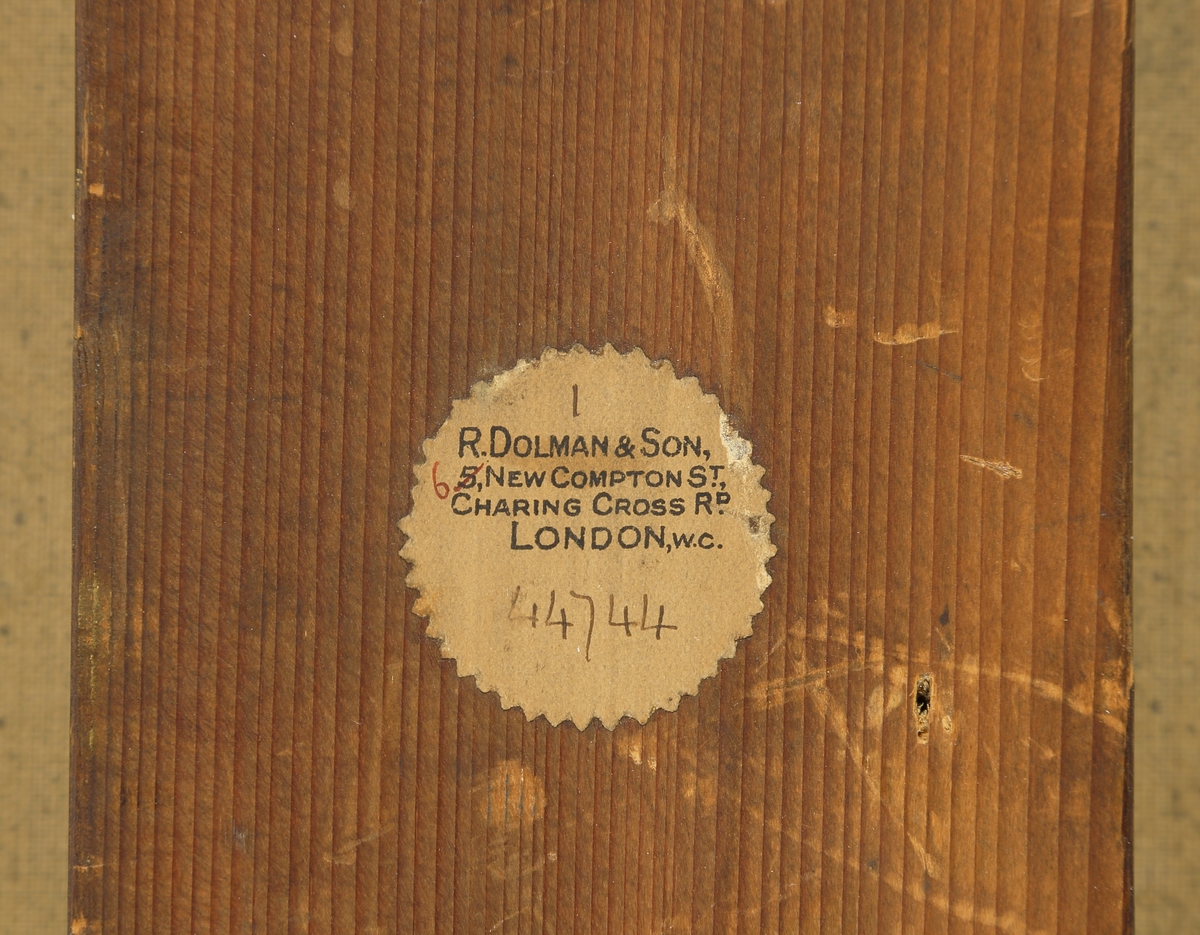 1
R. DOLMAN & SON,
6. 5, NEW COMPTON ST,
CHARING CROSS RD
LONDON, W.C.
44744